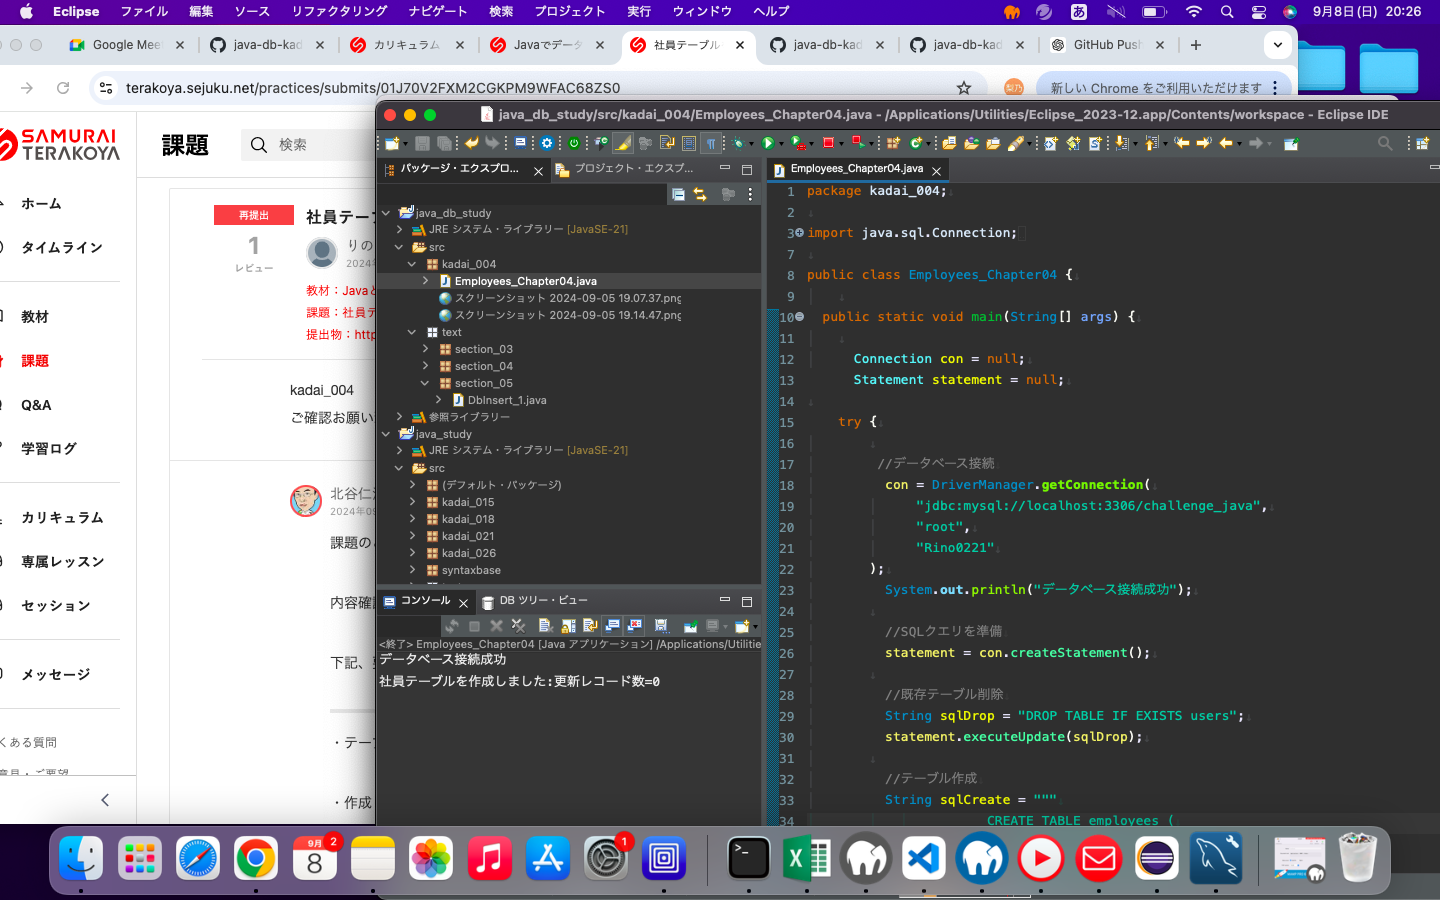 Eclipse ファイル 編集 ソース リファクタリング ナビゲート 検索 プロジェクト 実行 ウィンドウ ヘルプ あ 9月8日(日) 20:26
Google Mee
java-db-kad
カリキュラム
Javaでデータ
社員テーブル
java-db-kad
java-db-kad
GitHub Push
terakoya.sejuku.net/practices/submits/01J70V2FXM2CGKPM9WFAC68ZS0
梨乃
新しい Chrome をご利用いただけます
SAMURAI
TERAKOYA
課題
検索
ホーム
タイムライン
教材
課題
Q&A
学習ログ
カリキュラム
専属レッスン
セッション
メッセージ
くある質問
意見・ご要望
再提出
1
レビュー
社員テーブ
りの
2024
教材：Javaと
課題：社員テ
提出物：http
kadai_004
ご確認お願い
北谷仁
2024年09
課題の
内容確認
下記、
・テーブ
・作成
java_db_study/src/kadai_004/Employees_Chapter04.java - /Applications/Utilities/Eclipse_2023-12.app/Contents/workspace - Eclipse IDE
パッケージ・エクスプロ...
プロジェクト・エクスプ...
java_db_study
JRE システム・ライブラリー [JavaSE-21]
src
kadai_004
Employees_Chapter04.java
スクリーンショット 2024-09-05 19.07.37.png
スクリーンショット 2024-09-05 19.14.47.png
text
section_03
section_04
section_05
DbInsert_1.java
参照ライブラリー
java_study
JRE システム・ライブラリー [JavaSE-21]
src
(デフォルト・パッケージ)
kadai_015
kadai_018
kadai_021
kadai_026
syntaxbase
コンソール
DB ツリー・ビュー
<終了> Employees_Chapter04 [Java アプリケーション] /Applications/Utilitie
データベース接続成功
社員テーブルを作成しました:更新レコード数=0
Employees_Chapter04.java
1 package kadai_004;
2
3 import java.sql.Connection;
7
8 public class Employees_Chapter04 {
9
10 public static void main(String[] args) {
11
12 Connection con = null;
13 Statement statement = null;
14
15 try {
16
17 //データベース接続
18 con = DriverManager.getConnection(
19 "jdbc:mysql://localhost:3306/challenge_java",
20 "root",
21 "Rino0221"
22 );
23 System.out.println("データベース接続成功");
24
25 //SQLクエリを準備
26 statement = con.createStatement();
27
28 //既存テーブル削除
29 String sqlDrop = "DROP TABLE IF EXISTS users";
30 statement.executeUpdate(sqlDrop);
31
32 //テーブル作成
33 String sqlCreate = """
34 CREATE TABLE employees (
9月
8
2
1